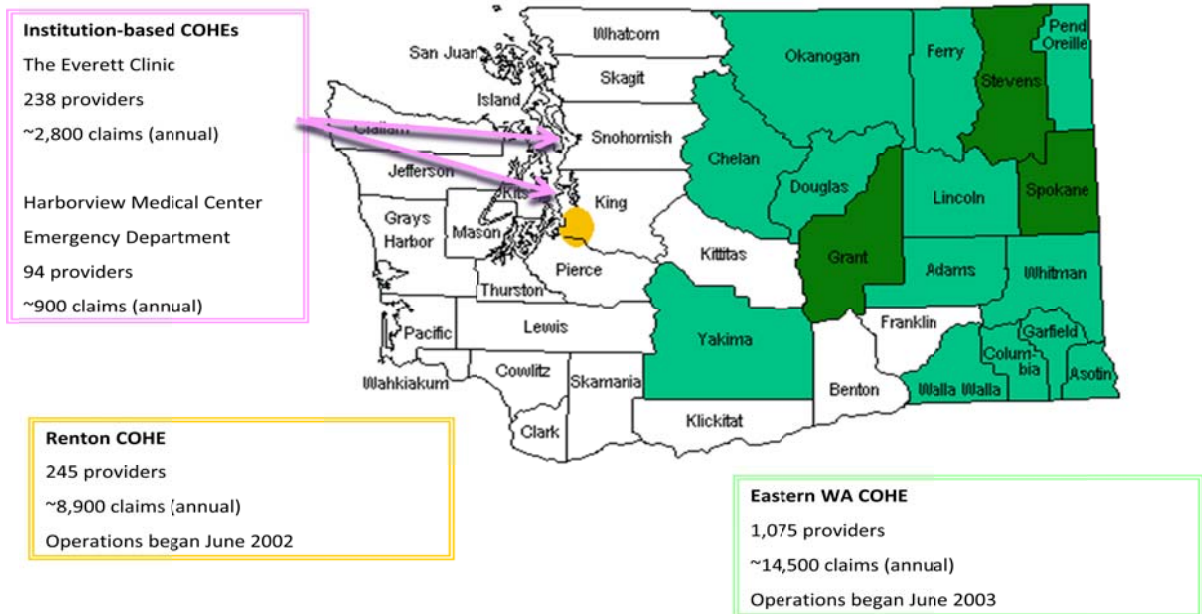 Institution-based COHEs
The Everett Clinic
238 providers
~2,800 claims (annual)
Harborview Medical Center
Emergency Department
94 providers
~900 claims (annual)
Whatcom
San Juan
Skagit
Island
Snohomish
Clallam
Jefferson
Kits
King
Grays
Harbor
Mason
Pierce
Thurston
Pacific
Lewis
Wahkiakum
Cowlitz
Skamania
Clark
Klickitat
Yakima
Kittitas
Chelan
Douglas
Okanogan
Ferry
Stevens
Pend
Oreille
Lincoln
Spokane
Grant
Adams
Whitman
Franklin
Benton
Walla Walla
Colum-
bia
Garfield
Asotin
Renton COHE
245 providers
~8,900 claims (annual)
Operations began June 2002
Eastern WA COHE
1,075 providers
~14,500 claims (annual)
Operations began June 2003